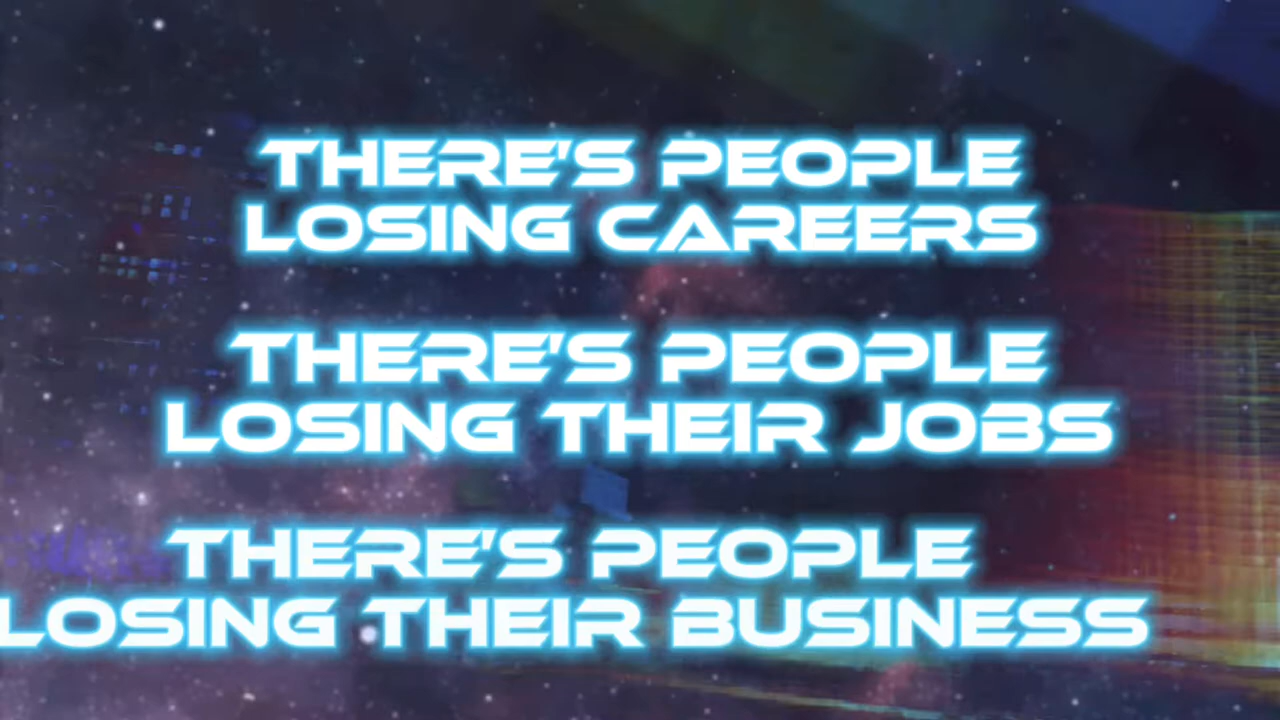 THERE'S PEOPLE
LOSING CAREERS
THERE'S PEOPLE
LOSING THEIR JOBS
THERE'S PEOPLE
LOSING THEIR BUSINESS